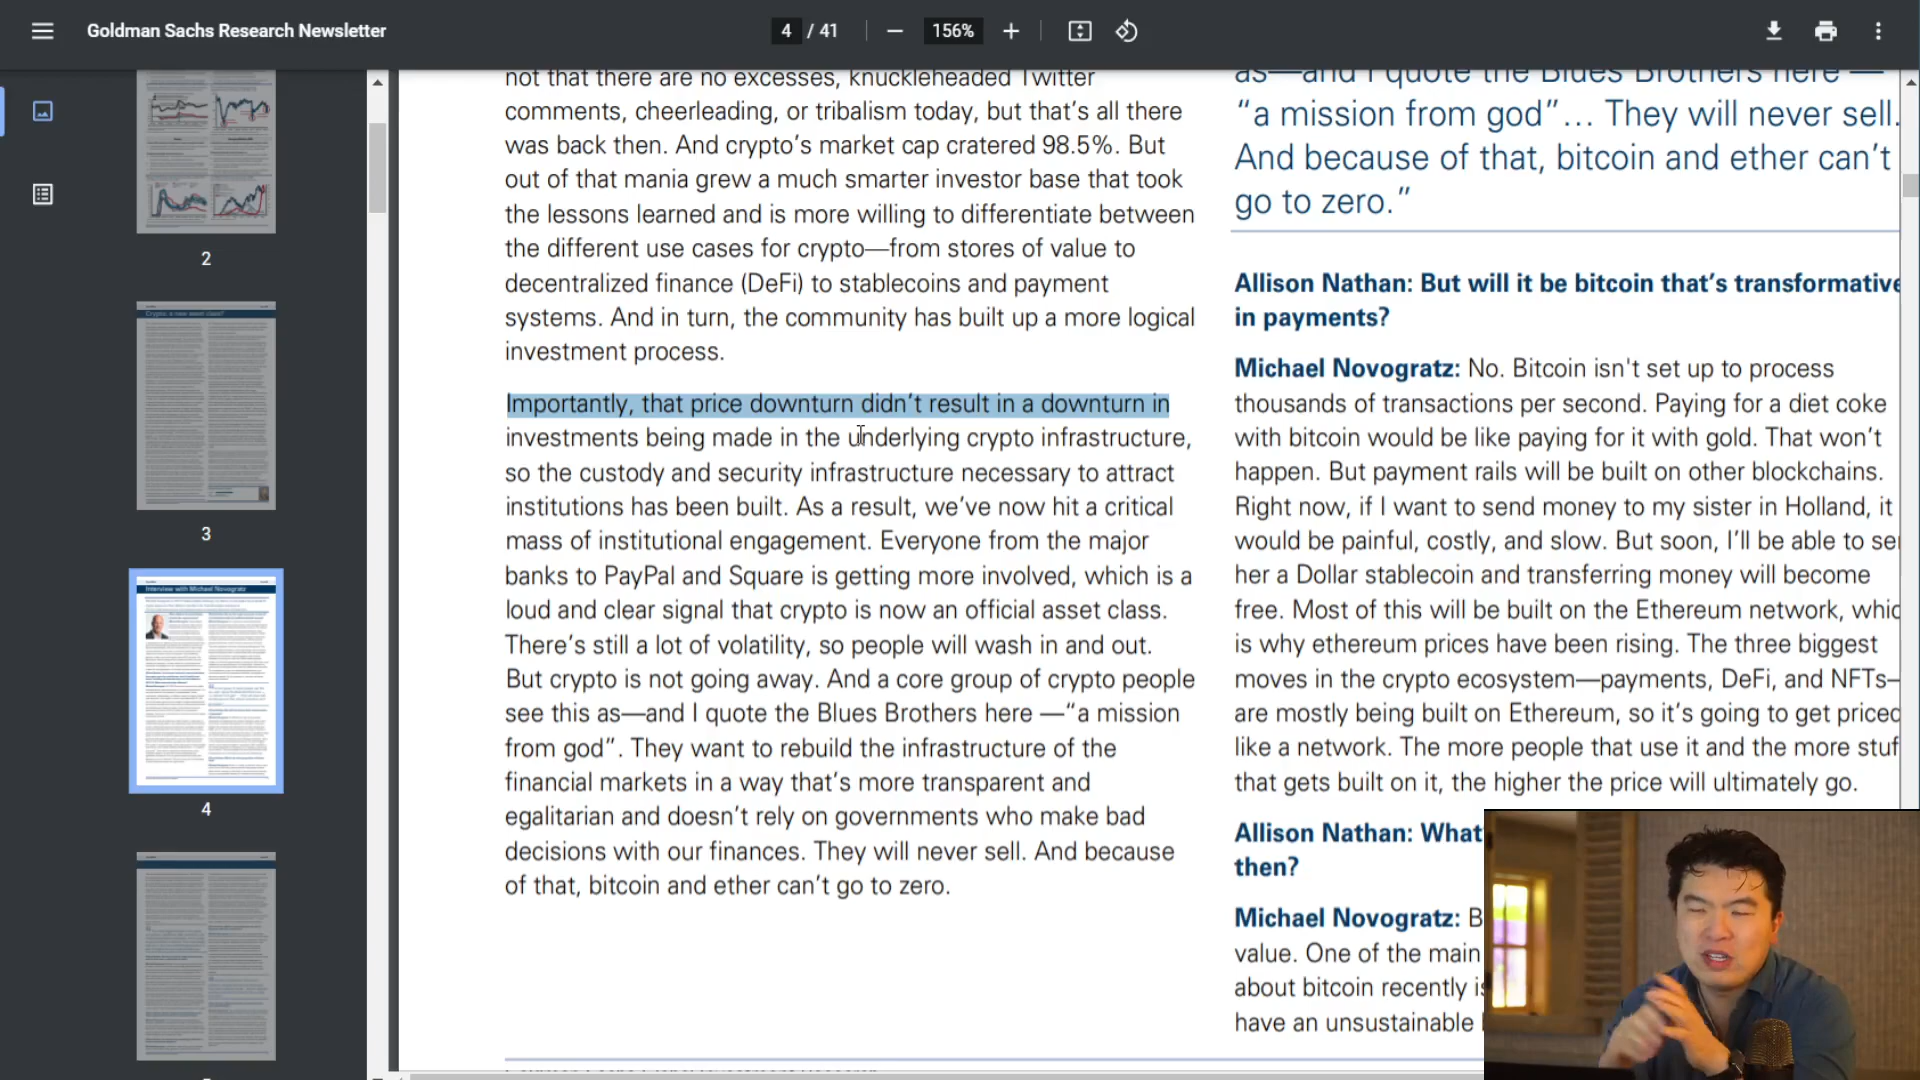 Goldman Sachs Research Newsletter
4 / 41
156%
2
Crypto: a new asset class?
3
Interview with Michael Novogratz
4
not that there are no excesses, knuckleheaded Twitter
comments, cheerleading, or tribalism today, but that's all there
was back then. And crypto's market cap cratered 98.5%. But
out of that mania grew a much smarter investor base that took
the lessons learned and is more willing to differentiate between
the different use cases for crypto—from stores of value to
decentralized finance (DeFi) to stablecoins and payment
systems. And in turn, the community has built up a more logical
investment process.
Importantly, that price downturn didn't result in a downturn in
investments being made in the underlying crypto infrastructure,
so the custody and security infrastructure necessary to attract
institutions has been built. As a result, we've now hit a critical
mass of institutional engagement. Everyone from the major
banks to PayPal and Square is getting more involved, which is a
loud and clear signal that crypto is now an official asset class.
There's still a lot of volatility, so people will wash in and out.
But crypto is not going away. And a core group of crypto people
see this as—and I quote the Blues Brothers here —“a mission
from god”. They want to rebuild the infrastructure of the
financial markets in a way that's more transparent and
egalitarian and doesn't rely on governments who make bad
decisions with our finances. They will never sell. And because
of that, bitcoin and ether can't go to zero.
as—and I quote the Blues Brothers here —
“a mission from god”… They will never sell.
And because of that, bitcoin and ether can't
go to zero.”
Allison Nathan: But will it be bitcoin that's transformative
in payments?
Michael Novogratz: No. Bitcoin isn't set up to process
thousands of transactions per second. Paying for a diet coke
with bitcoin would be like paying for it with gold. That won't
happen. But payment rails will be built on other blockchains.
Right now, if I want to send money to my sister in Holland, it
would be painful, costly, and slow. But soon, I'll be able to se
her a Dollar stablecoin and transferring money will become
free. Most of this will be built on the Ethereum network, whic
is why ethereum prices have been rising. The three biggest
moves in the crypto ecosystem—payments, DeFi, and NFTs—
are mostly being built on Ethereum, so it's going to get priced
like a network. The more people that use it and the more stuf
that gets built on it, the higher the price will ultimately go.
Allison Nathan: What
then?
Michael Novogratz: B
value. One of the main
about bitcoin recently is
have an unsustainable